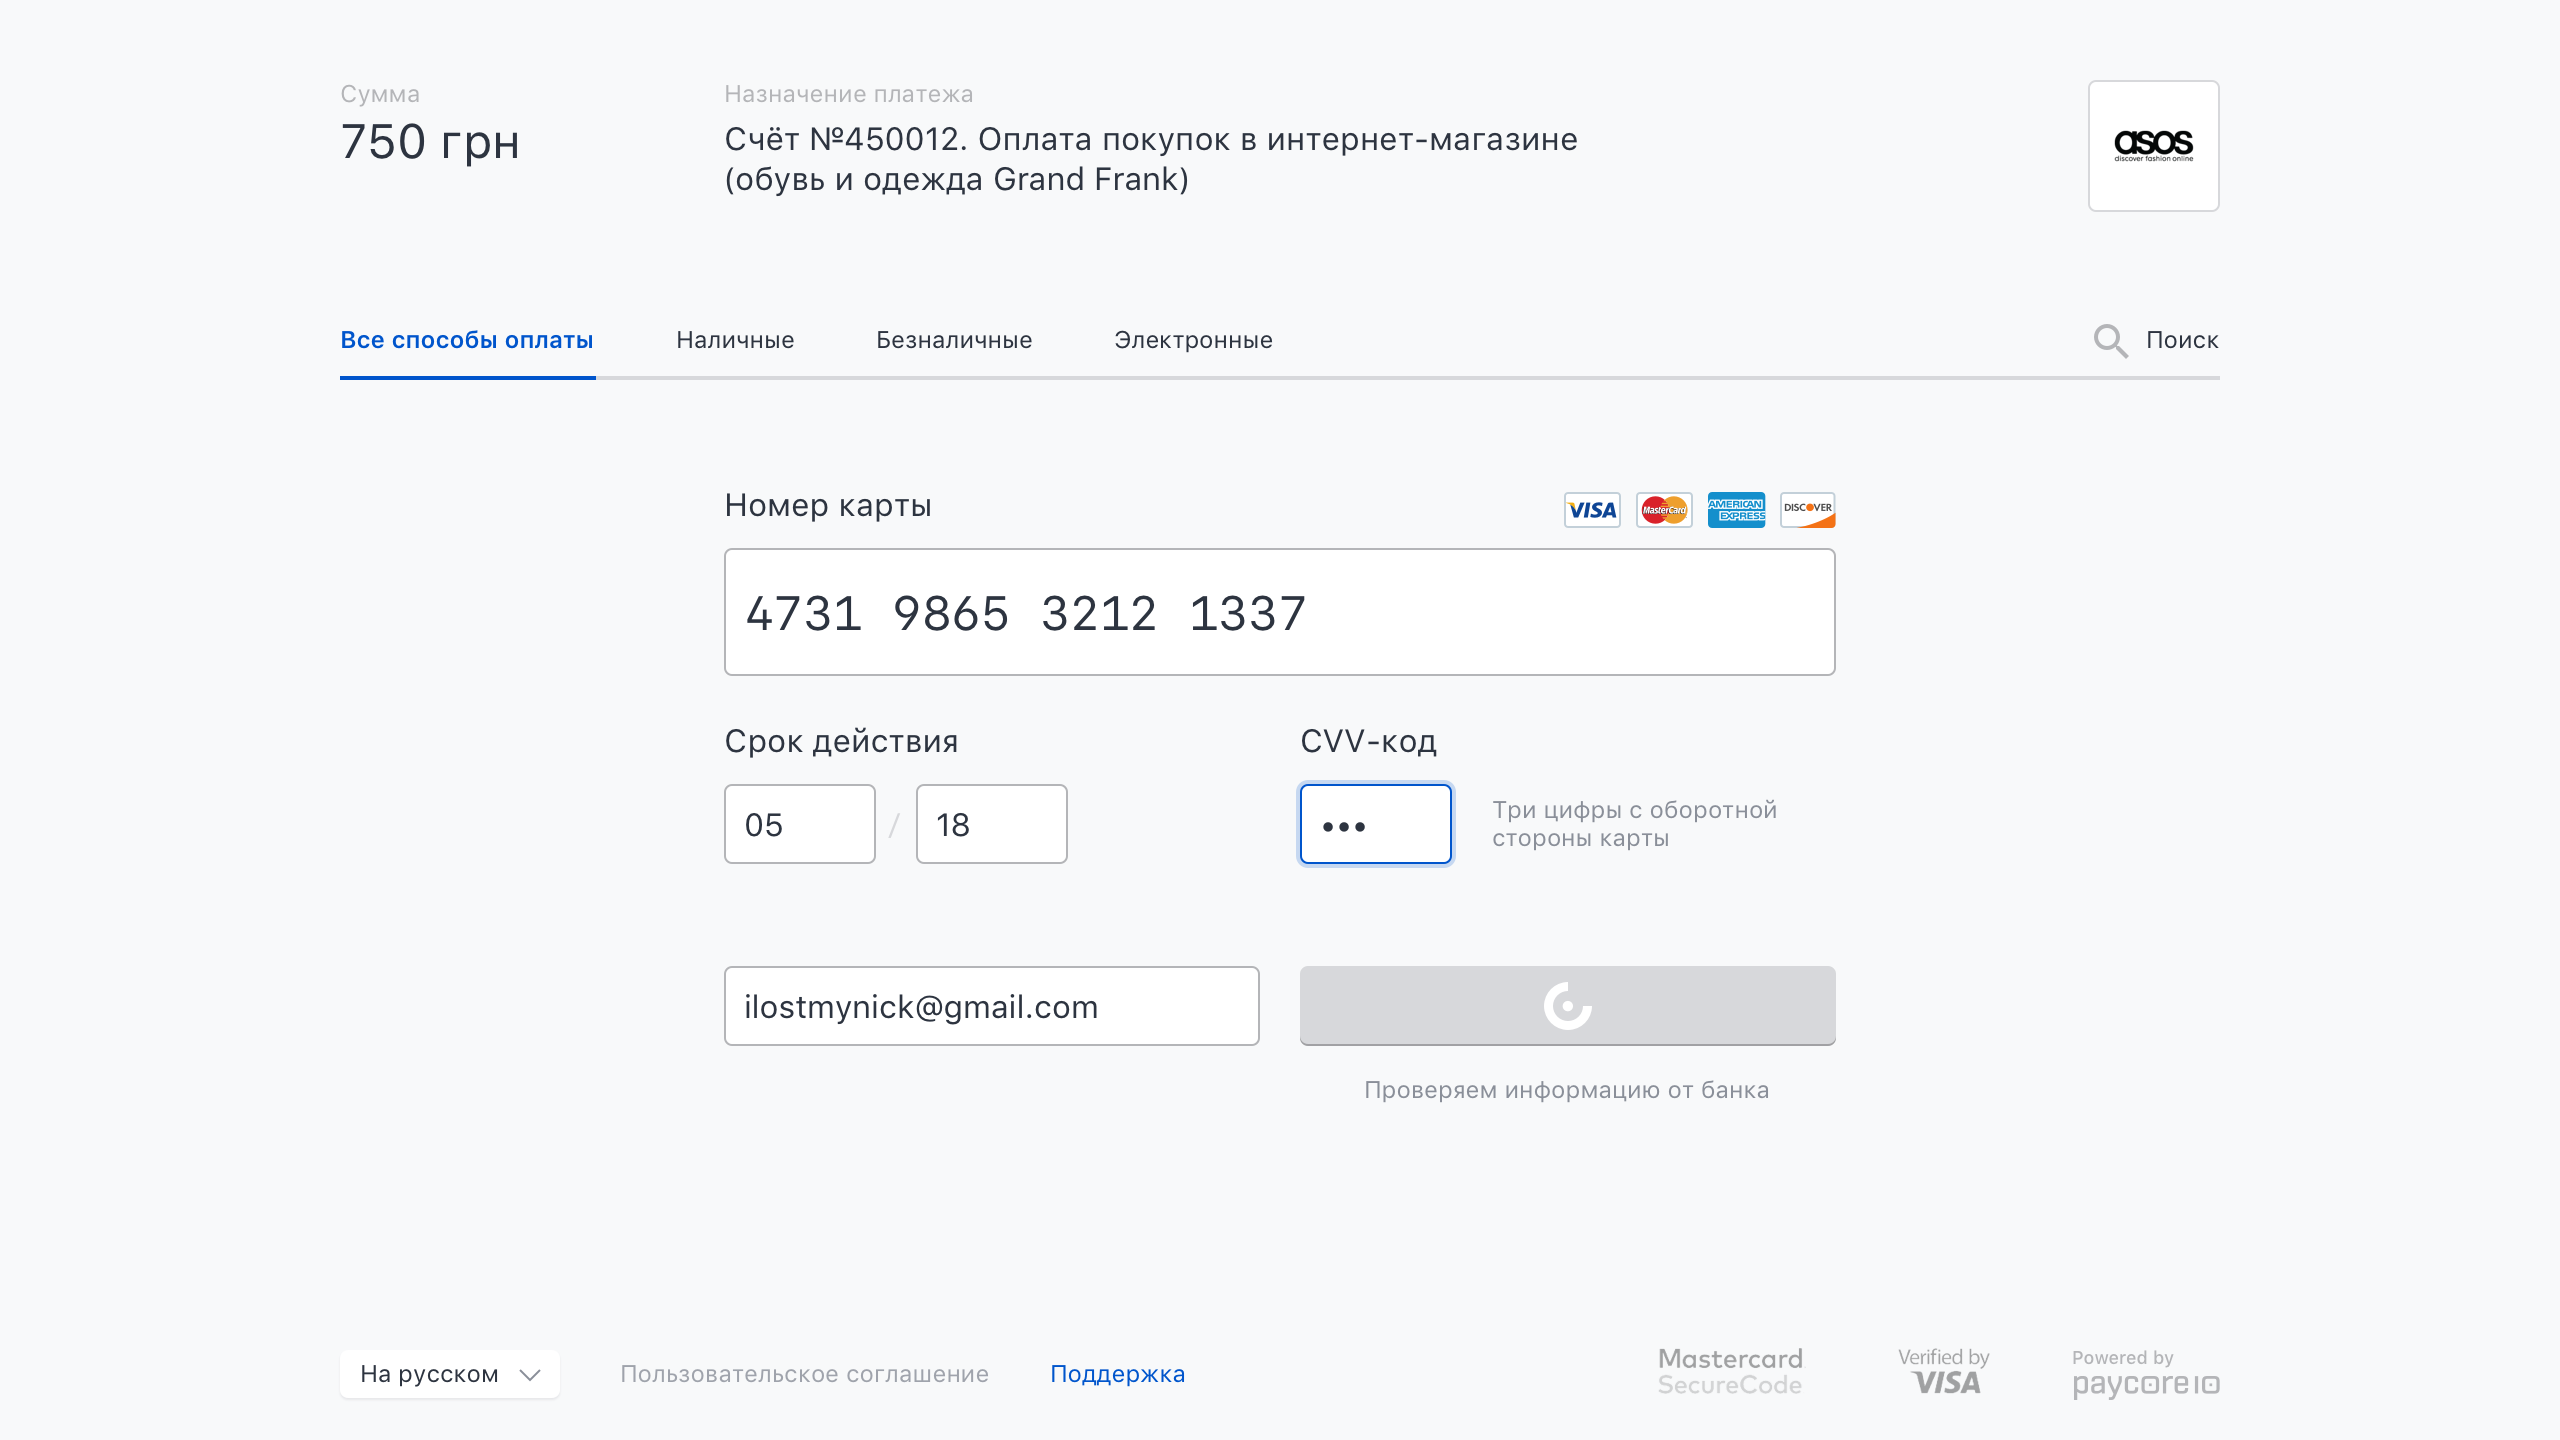 Сумма
750 грн
Назначение платежа
Счёт №450012. Оплата покупок в интернет-магазине
(обувь и одежда Grand Frank)
asos
discover fashion online
Все способы оплаты
Наличные
Безналичные
Электронные
Поиск
Номер карты
VISA
MasterCard
AMERICAN
EXPRESS
DISCOVER
4731 9865 3212 1337
Срок действия
05 / 18
CVV-код
•••
Три цифры с оборотной
стороны карты
ilostmynick@gmail.com
Проверяем информацию от банка
На русском
Пользовательское соглашение
Поддержка
Mastercard
SecureCode
Verified by
VISA
Powered by
paycore io